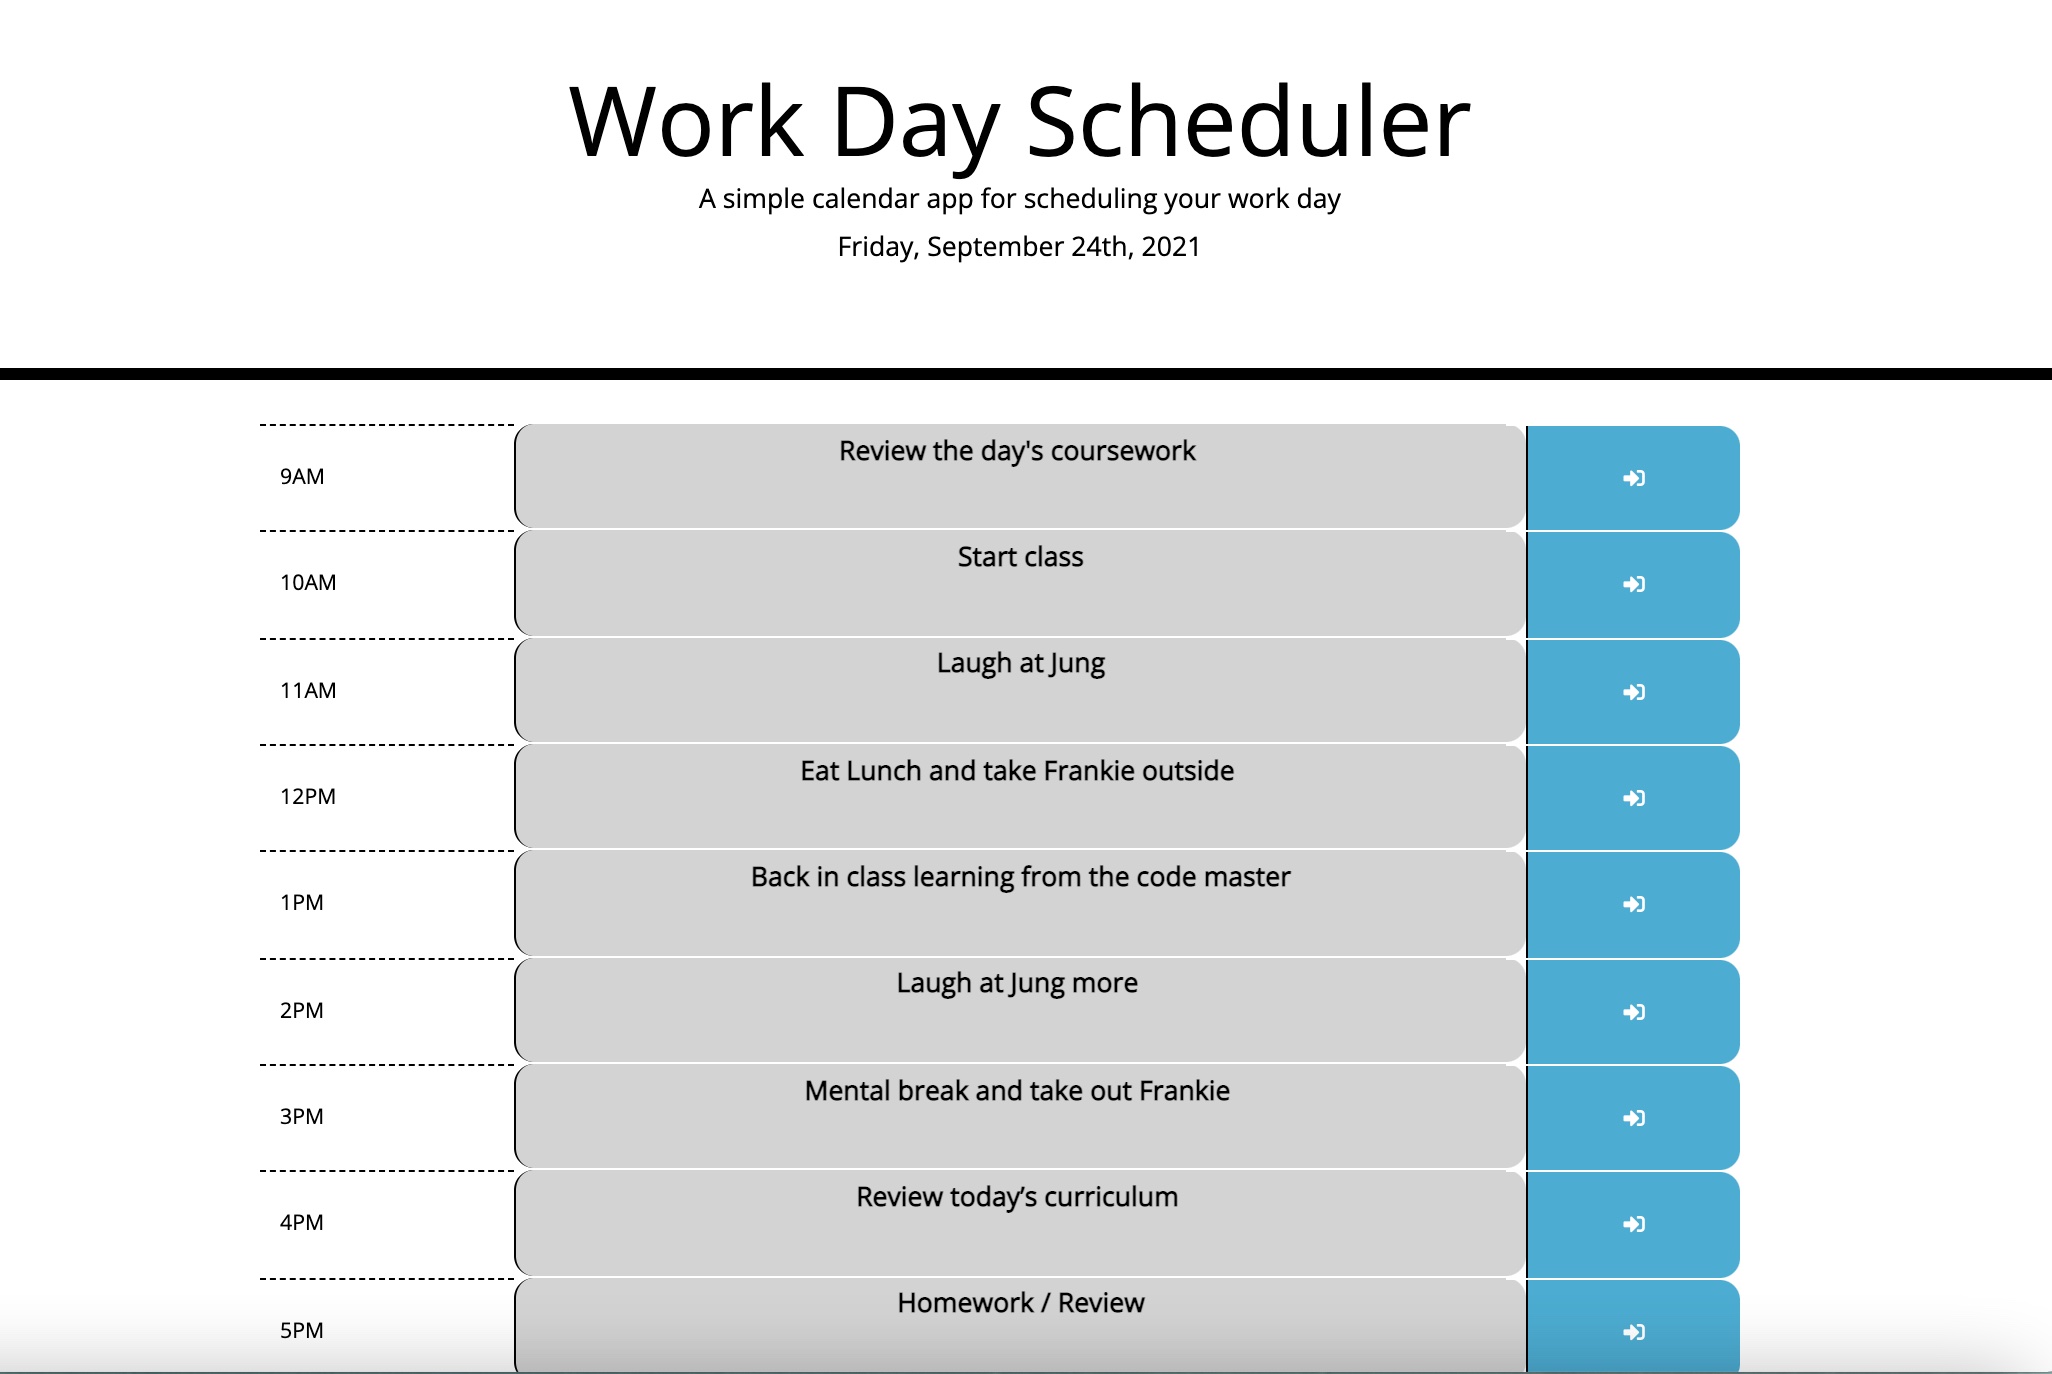 Work Day Scheduler
A simple calendar app for scheduling your work day
Friday, September 24th, 2021
9AM
Review the day's coursework
10AM
Start class
11AM
Laugh at Jung
12PM
Eat Lunch and take Frankie outside
1PM
Back in class learning from the code master
2PM
Laugh at Jung more
3PM
Mental break and take out Frankie
4PM
Review today’s curriculum
5PM
Homework / Review